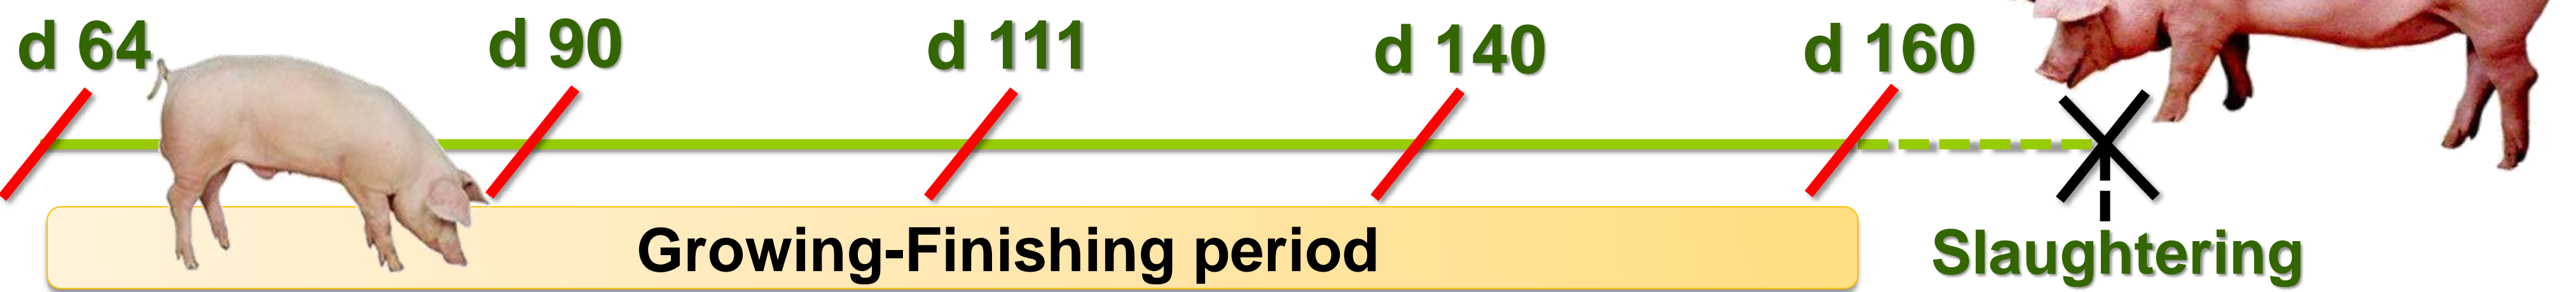 d 64
d 90
d 111
d 140
d 160
Growing-Finishing period
Slaughtering